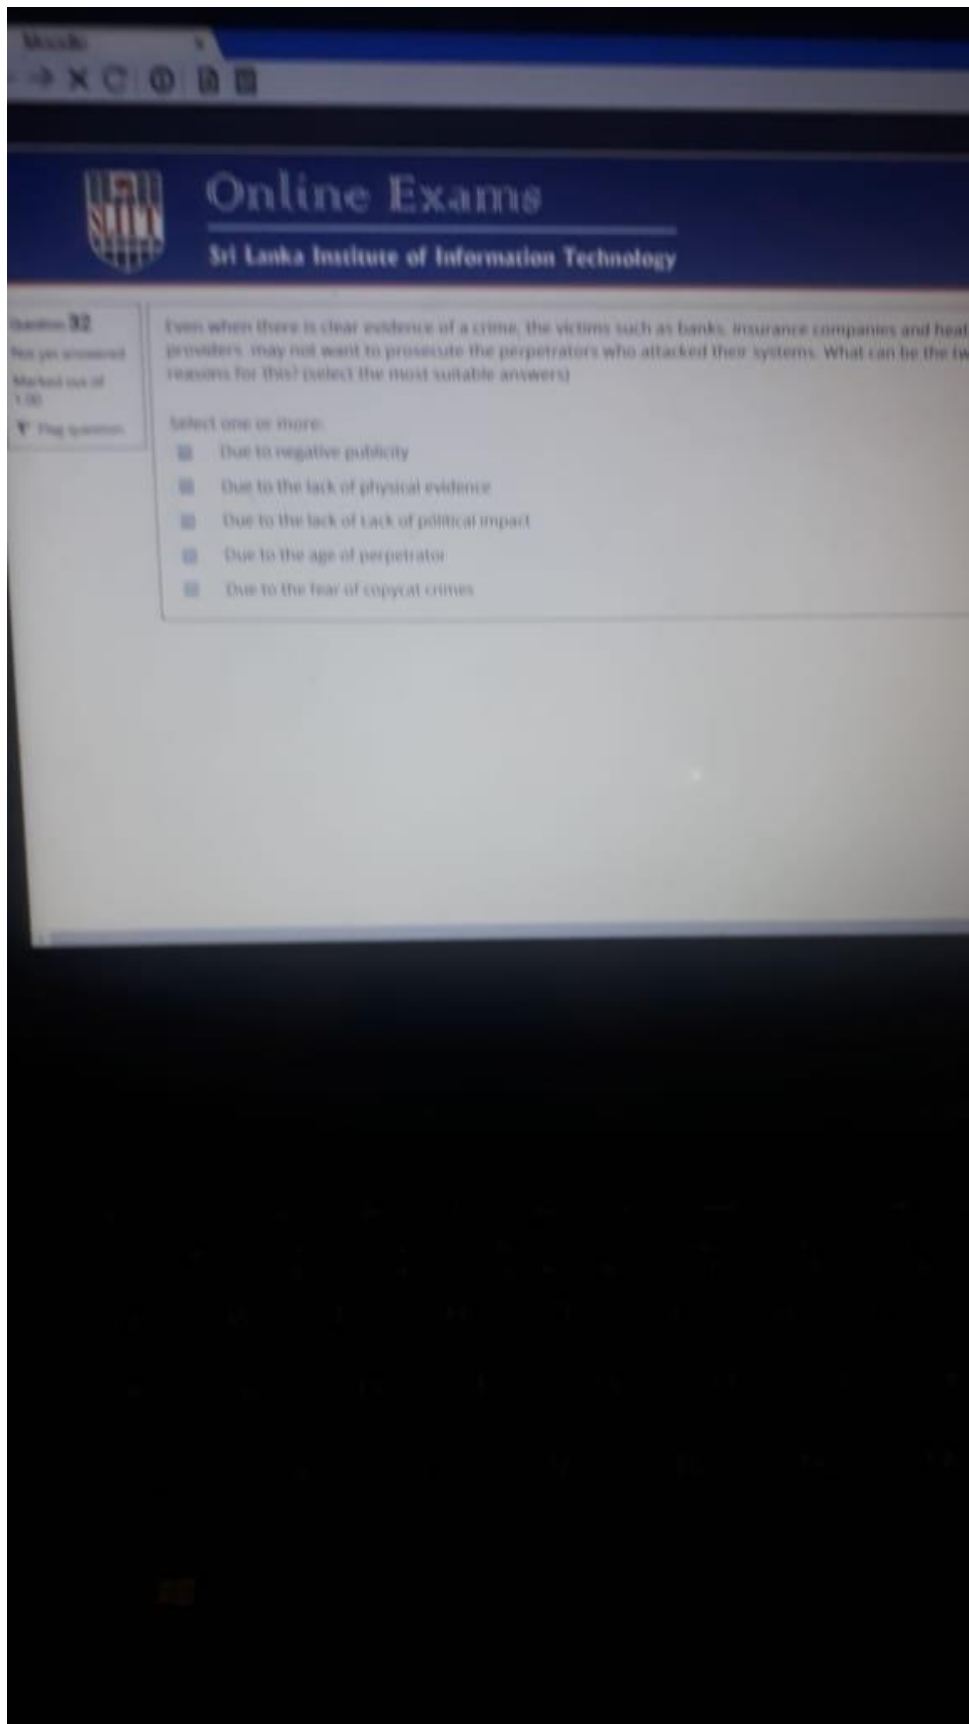 Moodle
SLIIT
Online Exams
Sri Lanka Institute of Information Technology
Question 32
Not yet answered
Marked out of
1.00
Flag question
Even when there is clear evidence of a crime, the victims such as banks, insurance companies and heal
providers, may not want to prosecute the perpetrators who attacked their systems. What can be the tw
reasons for this? (select the most suitable answers)
Select one or more:
Due to negative publicity
Due to the lack of physical evidence
Due to the lack of Lack of political impact
Due to the age of perpetrator
Due to the fear of copycat crimes